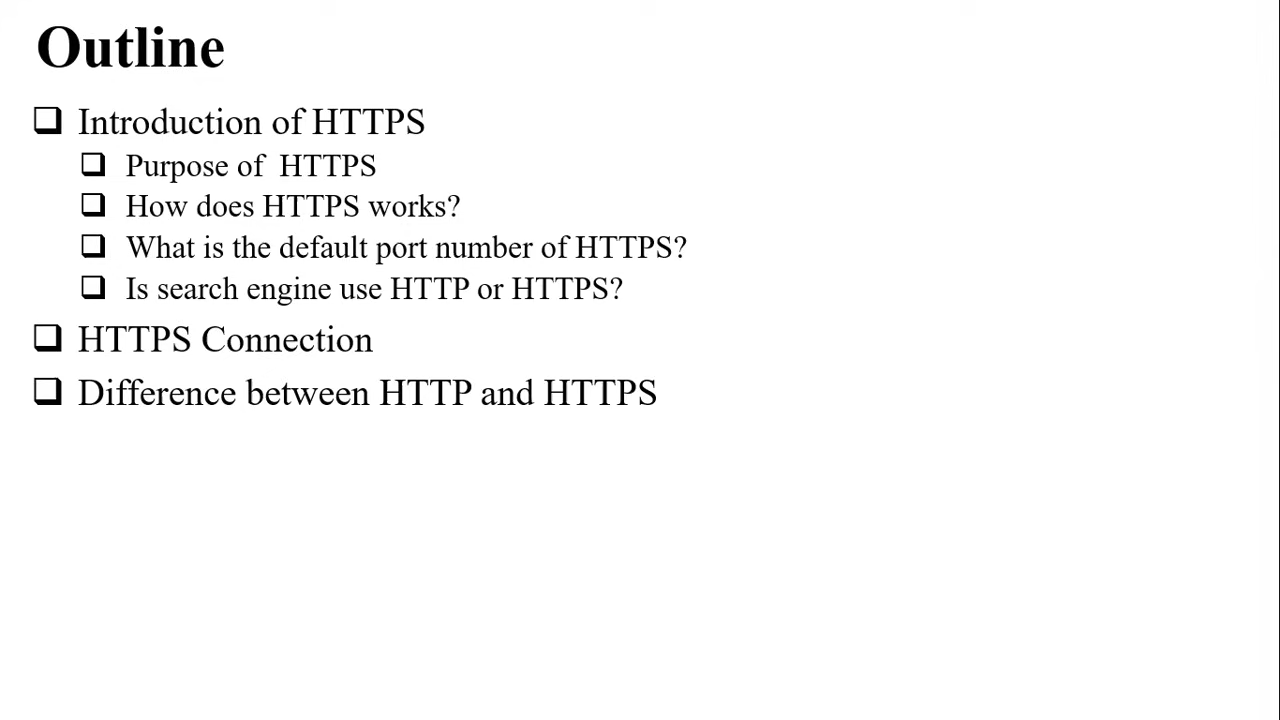 Outline
Introduction of HTTPS
Purpose of  HTTPS
How does HTTPS works?
What is the default port number of HTTPS?
Is search engine use HTTP or HTTPS?
HTTPS Connection
Difference between HTTP and HTTPS